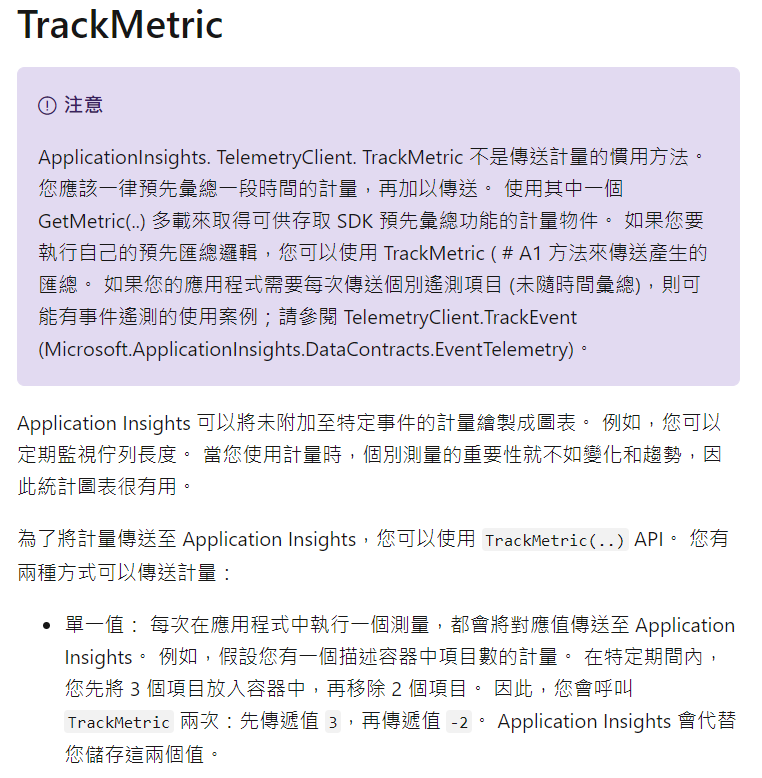 TrackMetric
注意
ApplicationInsights. TelemetryClient. TrackMetric 不是傳送計量的慣用方法。
您應該一律預先彙總一段時間的計量，再加以傳送。 使用其中一個
GetMetric(..) 多載來取得可供存取 SDK 預先彙總功能的計量物件。 如果您要
執行自己的預先匯總邏輯，您可以使用 TrackMetric ( # A1 方法來傳送產生的
匯總。 如果您的應用程式需要每次傳送個別遙測項目 (未隨時間彙總)，則可
能有事件遙測的使用案例；請參閱 TelemetryClient.TrackEvent
(Microsoft.ApplicationInsights.DataContracts.EventTelemetry)。
Application Insights 可以將未附加至特定事件的計量繪製成圖表。 例如，您可以
定期監視佇列長度。 當您使用計量時，個別測量的重要性就不如變化和趨勢，因
此統計圖表很有用。
為了將計量傳送至 Application Insights，您可以使用 TrackMetric(..) API。 您有
兩種方式可以傳送計量：
• 單一值： 每次在應用程式中執行一個測量，都會將對應值傳送至 Application
Insights。 例如，假設您有一個描述容器中項目數的計量。 在特定期間內，
您先將 3 個項目放入容器中，再移除 2 個項目。 因此，您會呼叫
TrackMetric 兩次：先傳遞值 3，再傳遞值 -2。 Application Insights 會代替
您儲存這兩個值。